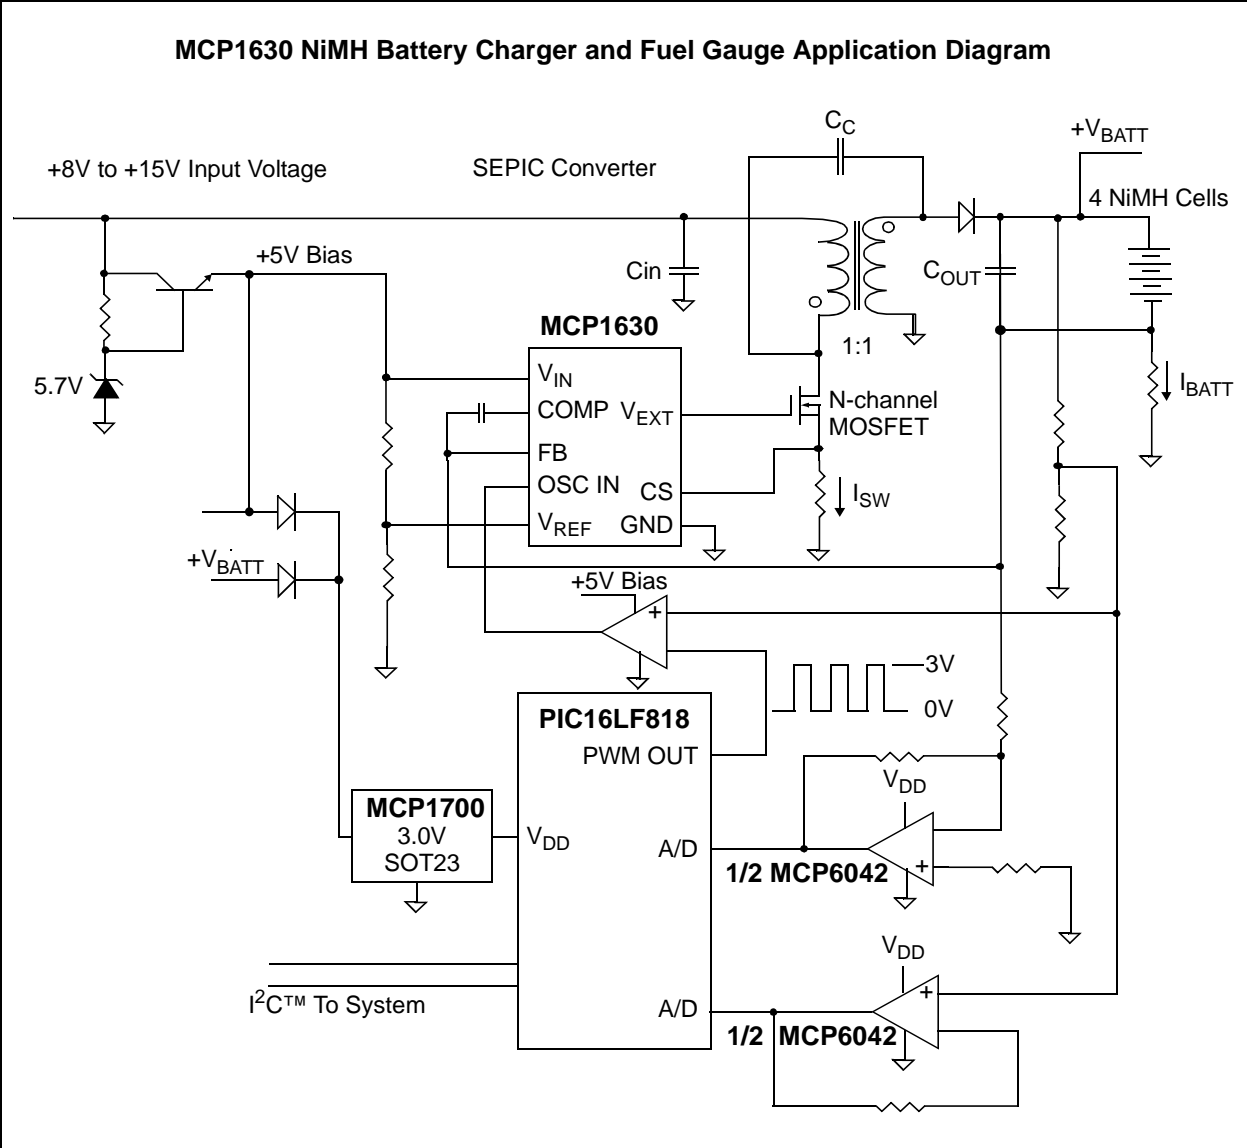 MCP1630 NiMH Battery Charger and Fuel Gauge Application Diagram
CC
+VBATT
+8V to +15V Input Voltage
SEPIC Converter
4 NiMH Cells
+5V Bias
Cin
COUT
MCP1630
1:1
5.7V
VIN
COMP
VEXT
FB
OSC IN
CS
VREF
GND
N-channel
MOSFET
IBATT
ISW
+VBATT
+5V Bias
+
3V
0V
PIC16LF818
PWM OUT
VDD
MCP1700
3.0V
SOT23
VDD
A/D
+
1/2 MCP6042
VDD
+
I2C™ To System
A/D
1/2 MCP6042